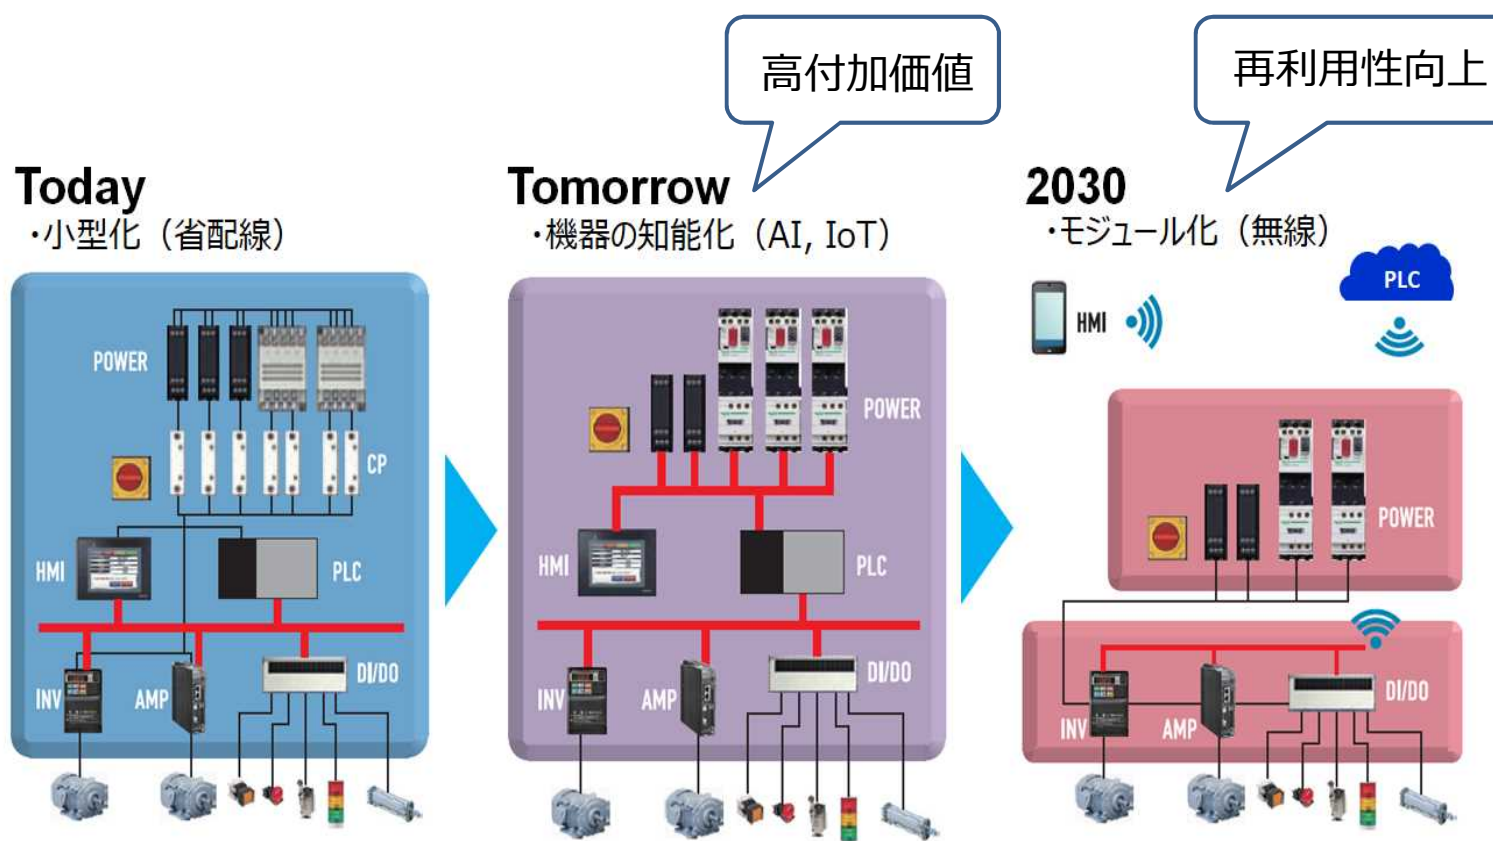 高付加価値
再利用性向上
Today
・小型化（省配線）
Tomorrow
・機器の知能化（AI, IoT）
2030
・モジュール化（無線）
POWER
CP
HMI
PLC
INV
AMP
DI/DO
POWER
HMI
PLC
INV
AMP
DI/DO
HMI
PLC
POWER
INV
AMP
DI/DO